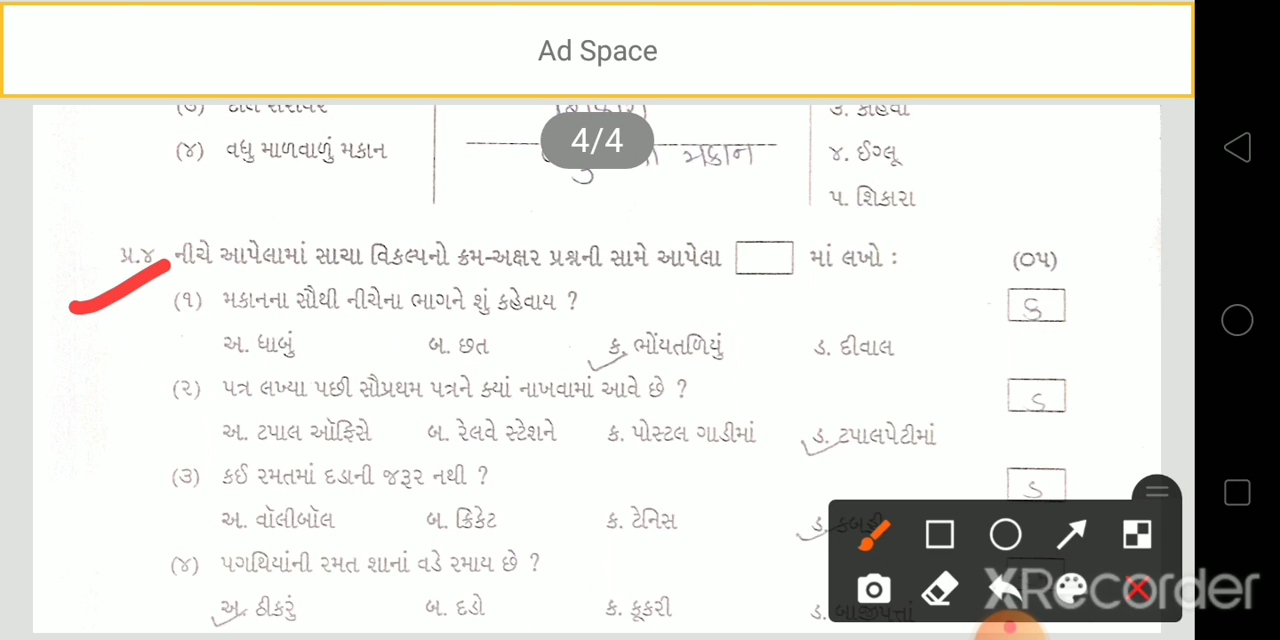 Ad Space
4/4
(૪) વધુ માળવાળું મકાન મકાન ૪. ઈગ્લૂ
૫. શિકારા
પ્ર.૪ નીચે આપેલામાં સાચા વિકલ્પનો ક્રમ-અક્ષર પ્રશ્નની સામે આપેલા માં લખો : (૦૫)
(૧) મકાનના સૌથી નીચેના ભાગને શું કહેવાય ? ક
અ. ધાબું બ. છત ક. ભોંયતળિયું ડ. દીવાલ
(૨) પત્ર લખ્યા પછી સૌપ્રથમ પત્રને ક્યાં નાખવામાં આવે છે ? ડ
અ. ટપાલ ઑફિસે બ. રેલવે સ્ટેશને ક. પોસ્ટલ ગાડીમાં ડ. ટપાલપેટીમાં
(૩) કઈ રમતમાં દડાની જરૂર નથી ? ડ
અ. વૉલીબૉલ બ. ક્રિકેટ ક. ટેનિસ ડ. કબડ્ડી
(૪) પગથિયાંની રમત શાનાં વડે રમાય છે ?
અ. ઠીકરું બ. દડો ક. કૂકરી ડ. બાજીપત્તાં
XRecorder